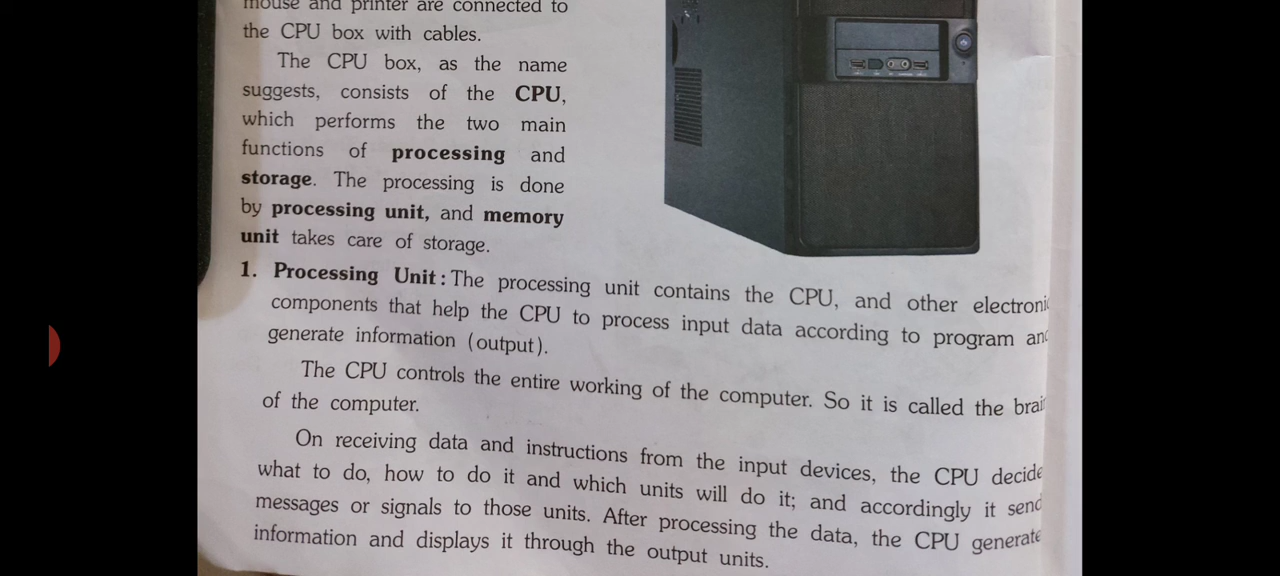 mouse and printer are connected to
the CPU box with cables.
The CPU box, as the name
suggests, consists of the CPU,
which performs the two main
functions of processing and
storage. The processing is done
by processing unit, and memory
unit takes care of storage.
1. Processing Unit : The processing unit contains the CPU, and other electronic
components that help the CPU to process input data according to program and
generate information (output).
The CPU controls the entire working of the computer. So it is called the brain
of the computer.
On receiving data and instructions from the input devices, the CPU decide
what to do, how to do it and which units will do it; and accordingly it send
messages or signals to those units. After processing the data, the CPU generate
information and displays it through the output units.